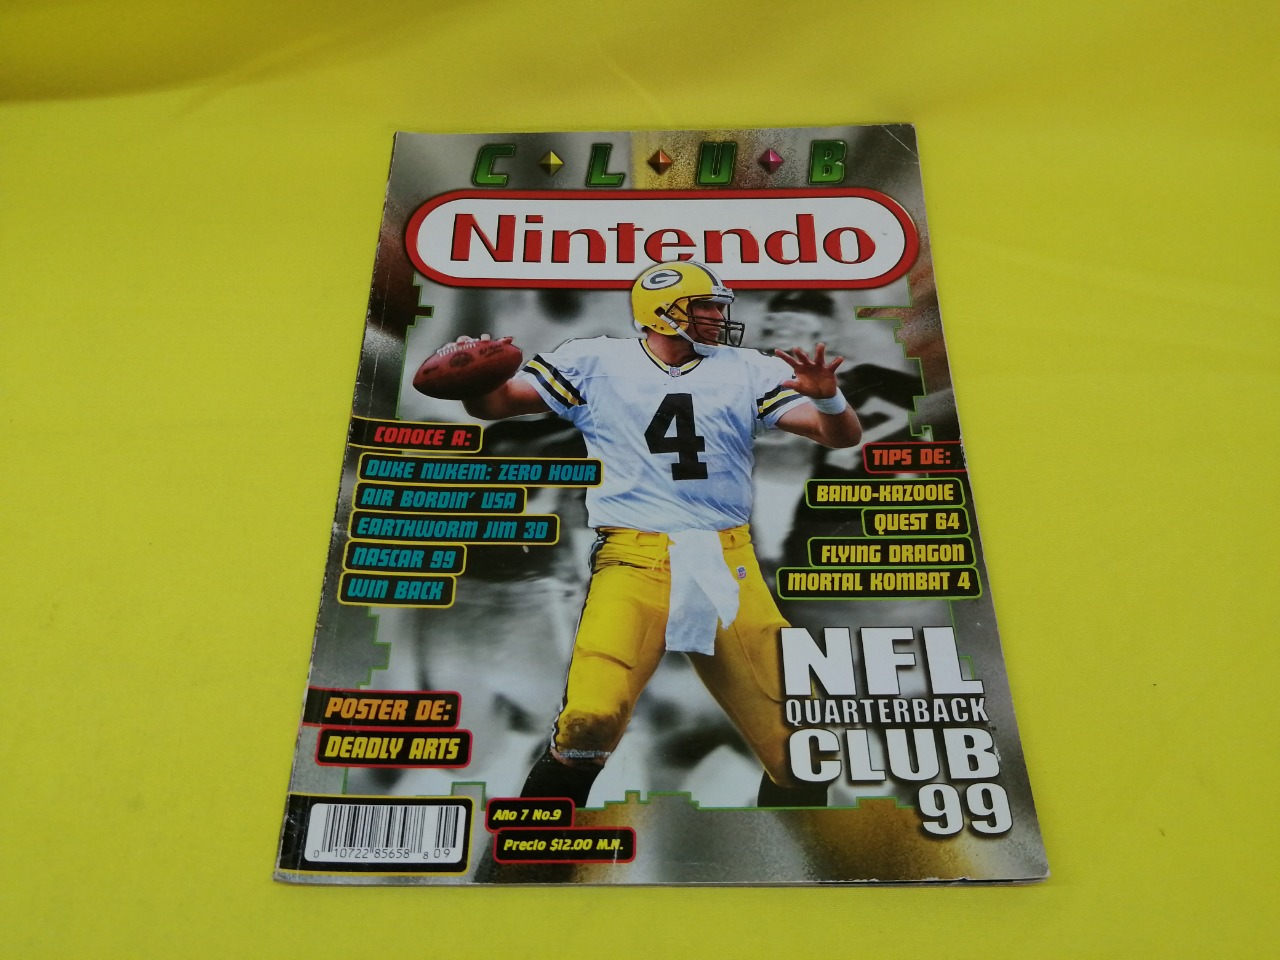 CLUB
Nintendo
G
Wilson
4
CONOCE A:
DUKE NUKEM: ZERO HOUR
AIR BORDIN' USA
EARTHWORM JIM 3D
NASCAR 99
WIN BACK
TIPS DE:
BANJO-KAZOOIE
QUEST 64
FLYING DRAGON
MORTAL KOMBAT 4
NFL
QUARTERBACK
CLUB
99
POSTER DE:
DEADLY ARTS
Año 7 No.9
Precio $12.00 M.N.
0 10722 85658 8 09